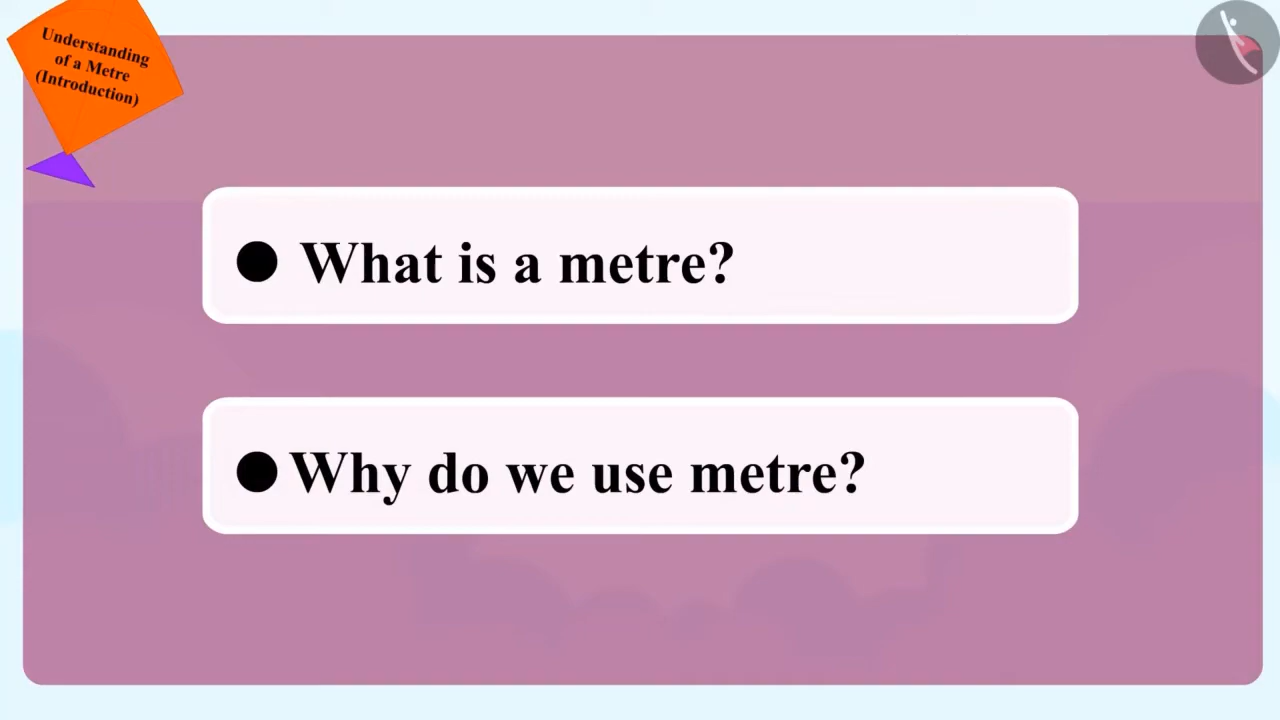 Understanding
of a Metre
(Introduction)
● What is a metre?
● Why do we use metre?